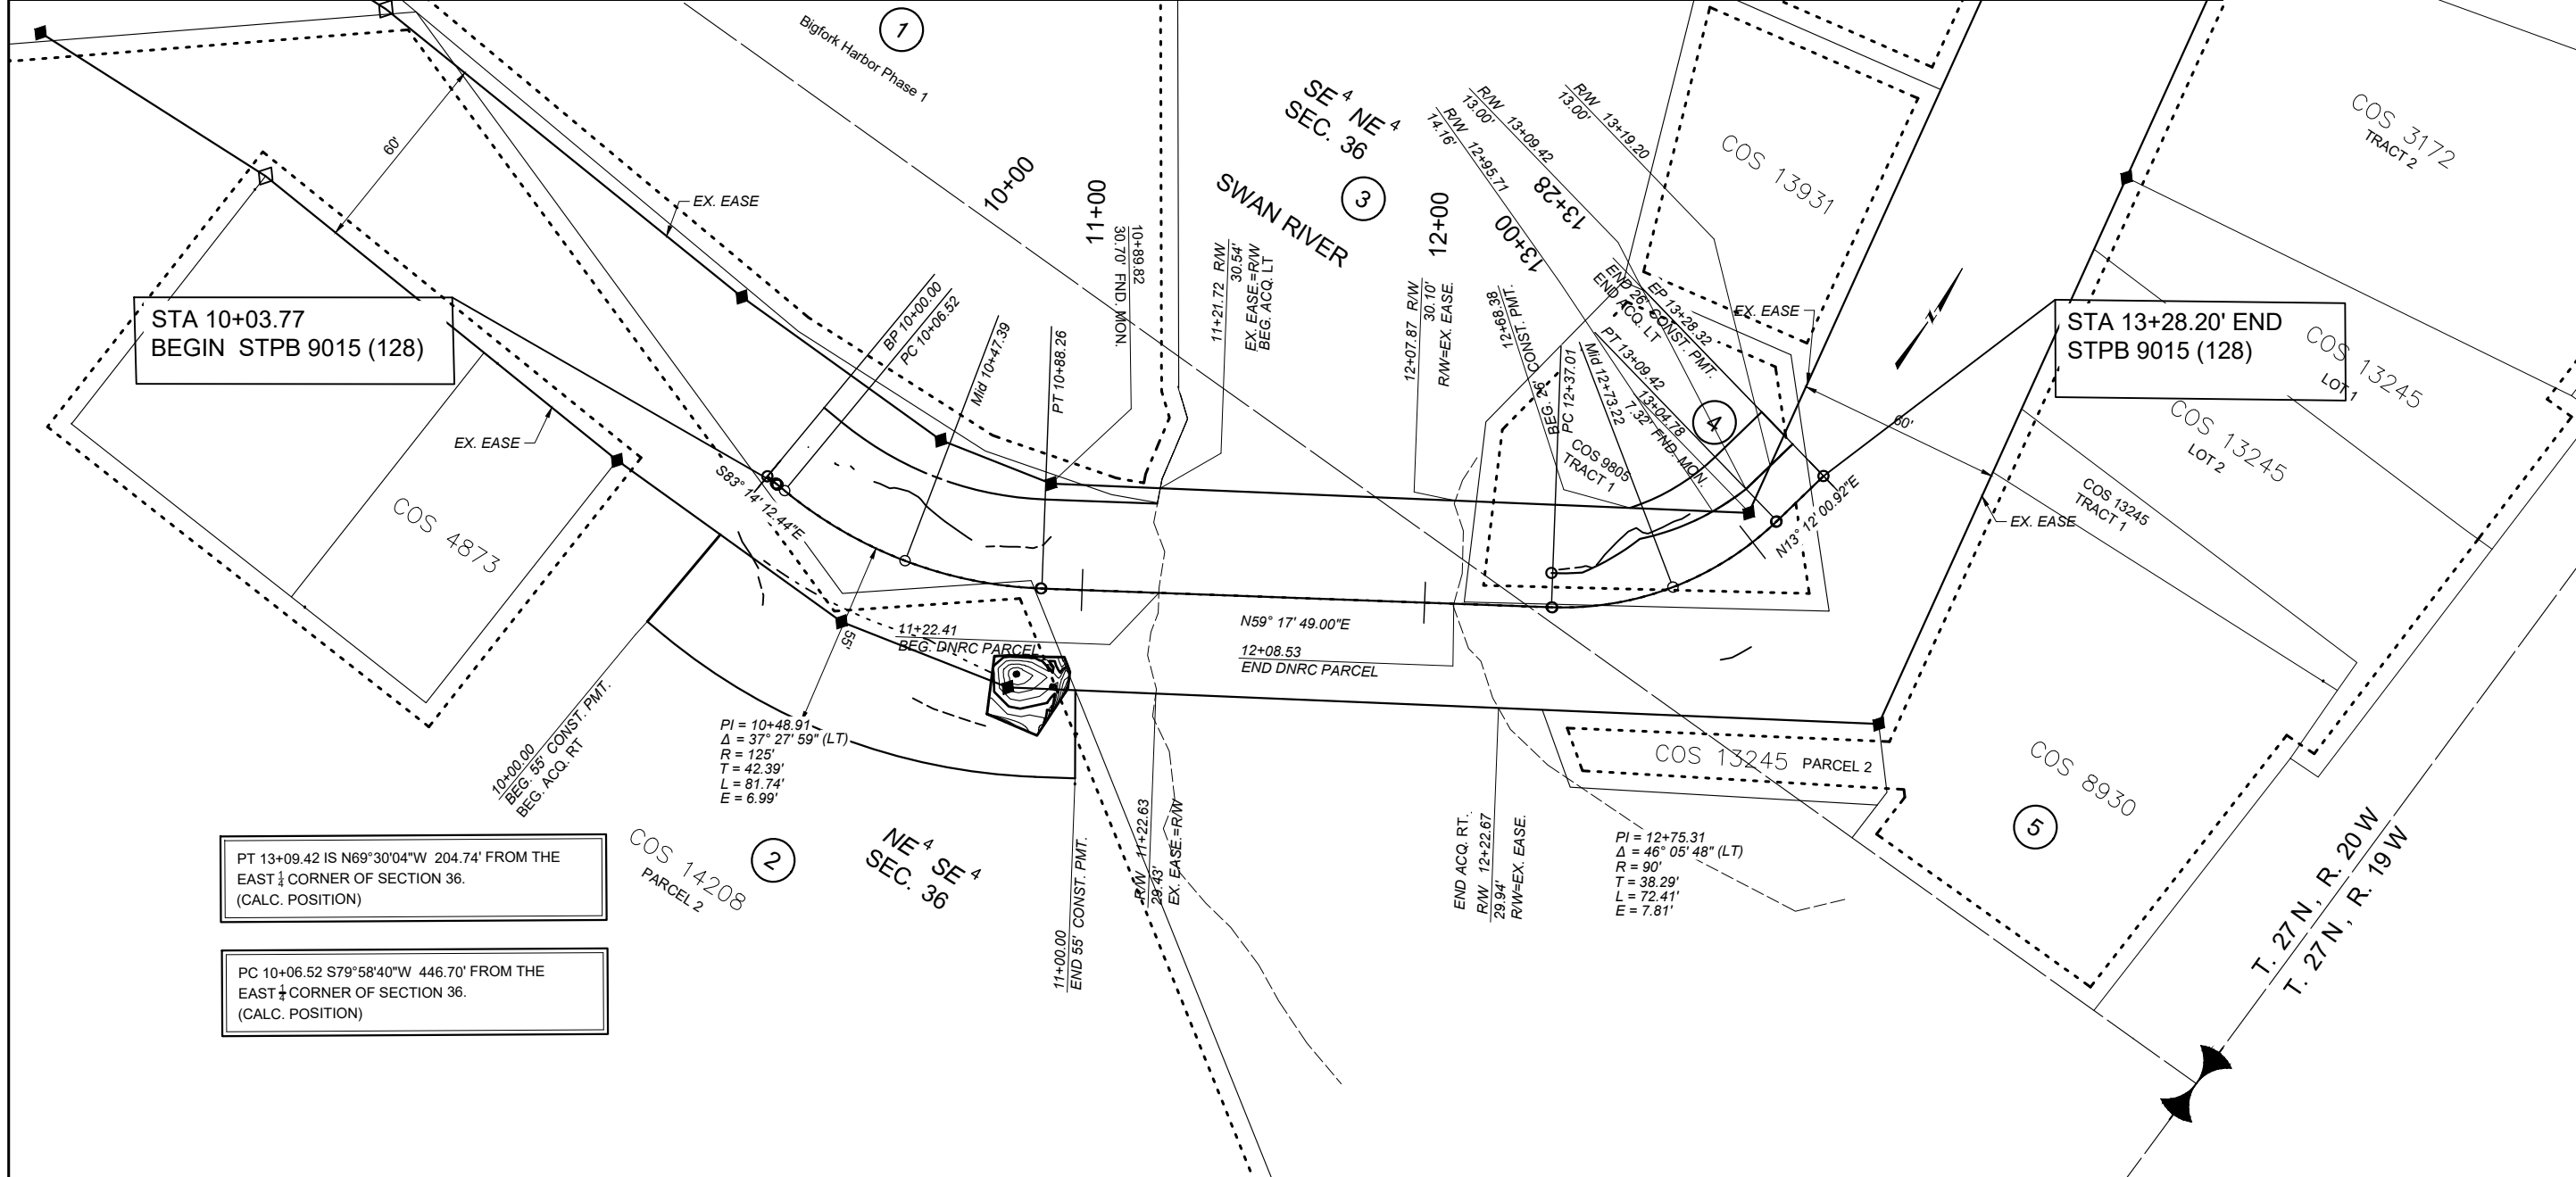 1
Bigfork Harbor Phase 1
60'
EX. EASE
STA 10+03.77
BEGIN STPB 9015 (128)
EX. EASE
COS 4873
BP 10+00.00
PC 10+06.52
Mid 10+47.39
PT 10+88.26
10+00
11+00
10+89.82
30.70' FND. MON.
11+21.72 R/W
30.54'
EX. EASE.=R/W
BEG. ACQ. LT
SE 4 NE 4
SEC. 36
3
SWAN RIVER
12+00
12+07.87 R/W
30.10'
R/W=EX. EASE.
R/W 12+95.71
14.16'
R/W 13+09.42
13.00'
R/W 13+19.20
13.00'
13+00
13+28
12+68.38
BEG. 26' CONST. PMT.
PC 12+37.01
Mid 12+73.22
COS 9805
TRACT 1
END 26' CONST. PMT.
END ACQ. LT
EP 13+28.32
PT 13+09.42
13+04.78
7.32' FND. MON.
4
COS 13931
EX. EASE
60'
N13° 12' 00.92"E
STA 13+28.20' END
STPB 9015 (128)
COS 3172
TRACT 2
COS 13245
LOT 1
COS 13245
LOT 2
COS 13245
TRACT 1
EX. EASE
S83° 14' 12.44"E
55'
11+22.41
BEG. DNRC PARCEL
N59° 17' 49.00"E
12+08.53
END DNRC PARCEL
10+00.00
BEG. 55' CONST. PMT.
BEG. ACQ. RT
PI = 10+48.91
Δ = 37° 27' 59" (LT)
R = 125'
T = 42.39'
L = 81.74'
E = 6.99'
COS 14208
PARCEL 2
2
NE 4 SE 4
SEC. 36
11+00.00
END 55' CONST. PMT.
R/W 11+22.63
29.43'
EX. EASE.=R/W
END ACQ. RT.
R/W 12+22.67
29.94'
R/W=EX. EASE.
PI = 12+75.31
Δ = 46° 05' 48" (LT)
R = 90'
T = 38.29'
L = 72.41'
E = 7.81'
COS 13245 PARCEL 2
COS 8930
5
T. 27 N , R. 20 W
T. 27 N , R. 19 W
PT 13+09.42 IS N69°30'04"W 204.74' FROM THE
EAST 1/4 CORNER OF SECTION 36.
(CALC. POSITION)
PC 10+06.52 S79°58'40"W 446.70' FROM THE
EAST 1/4 CORNER OF SECTION 36.
(CALC. POSITION)